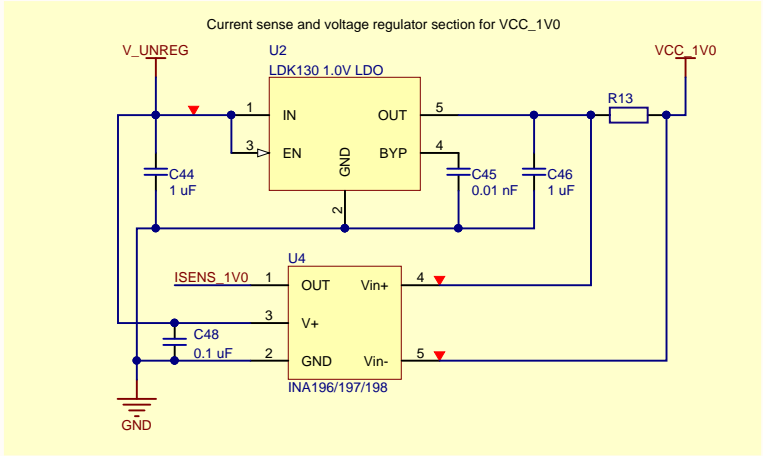 Current sense and voltage regulator section for VCC_1V0
V_UNREG
U2
VCC_1V0
LDK130 1.0V LDO
R13
1
IN
OUT
5
3
EN
GND
BYP
4
C44
1 uF
C45
0.01 nF
C46
1 uF
2
U4
ISENS_1V0
1
OUT
Vin+
4
3
V+
C48
0.1 uF
2
GND
Vin-
5
INA196/197/198
GND